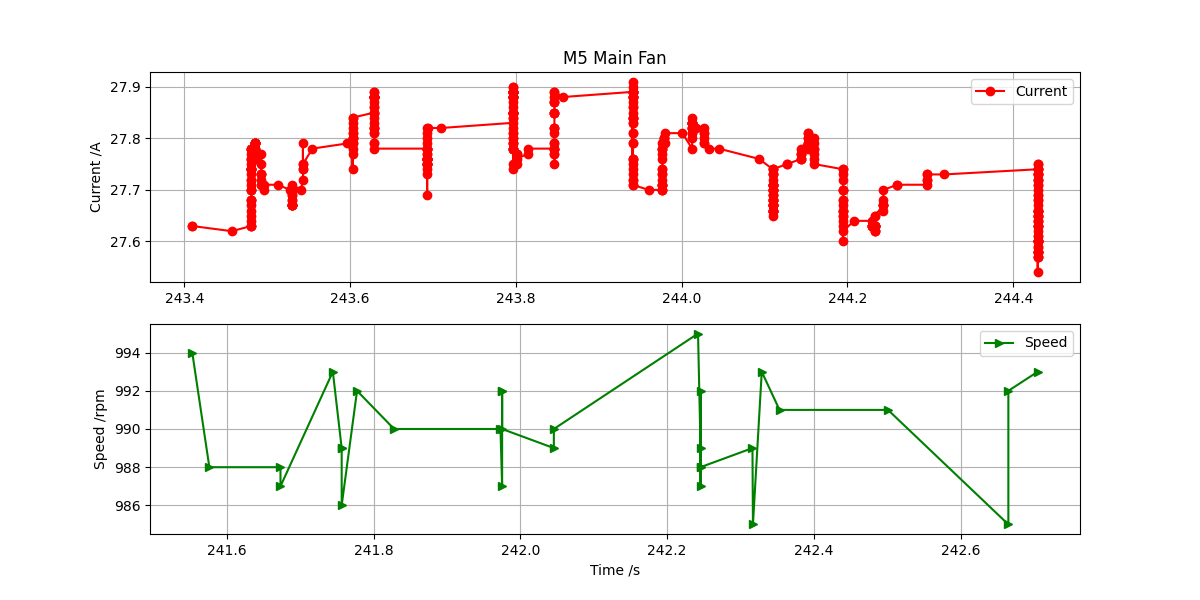 M5 Main Fan
27.9
27.8
27.7
27.6
Current /A
Current
243.4 243.6 243.8 244.0 244.2 244.4
994
992
990
988
986
Speed /rpm
Speed
241.6 241.8 242.0 242.2 242.4 242.6
Time /s